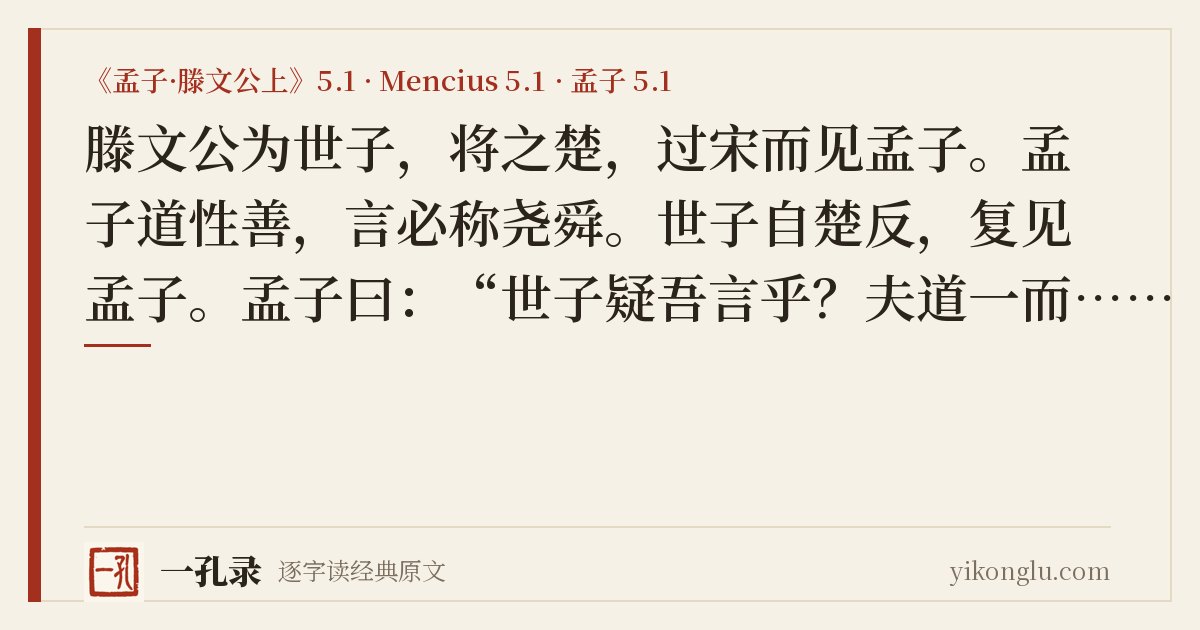 《孟子·滕文公上》5.1 · Mencius 5.1 · 孟子 5.1
滕文公为世子，将之楚，过宋而见孟子。孟
子道性善，言必称尧舜。世子自楚反，复见
孟子。孟子曰：“世子疑吾言乎？夫道一而……
一孔
一孔录
逐字读经典原文
yikonglu.com